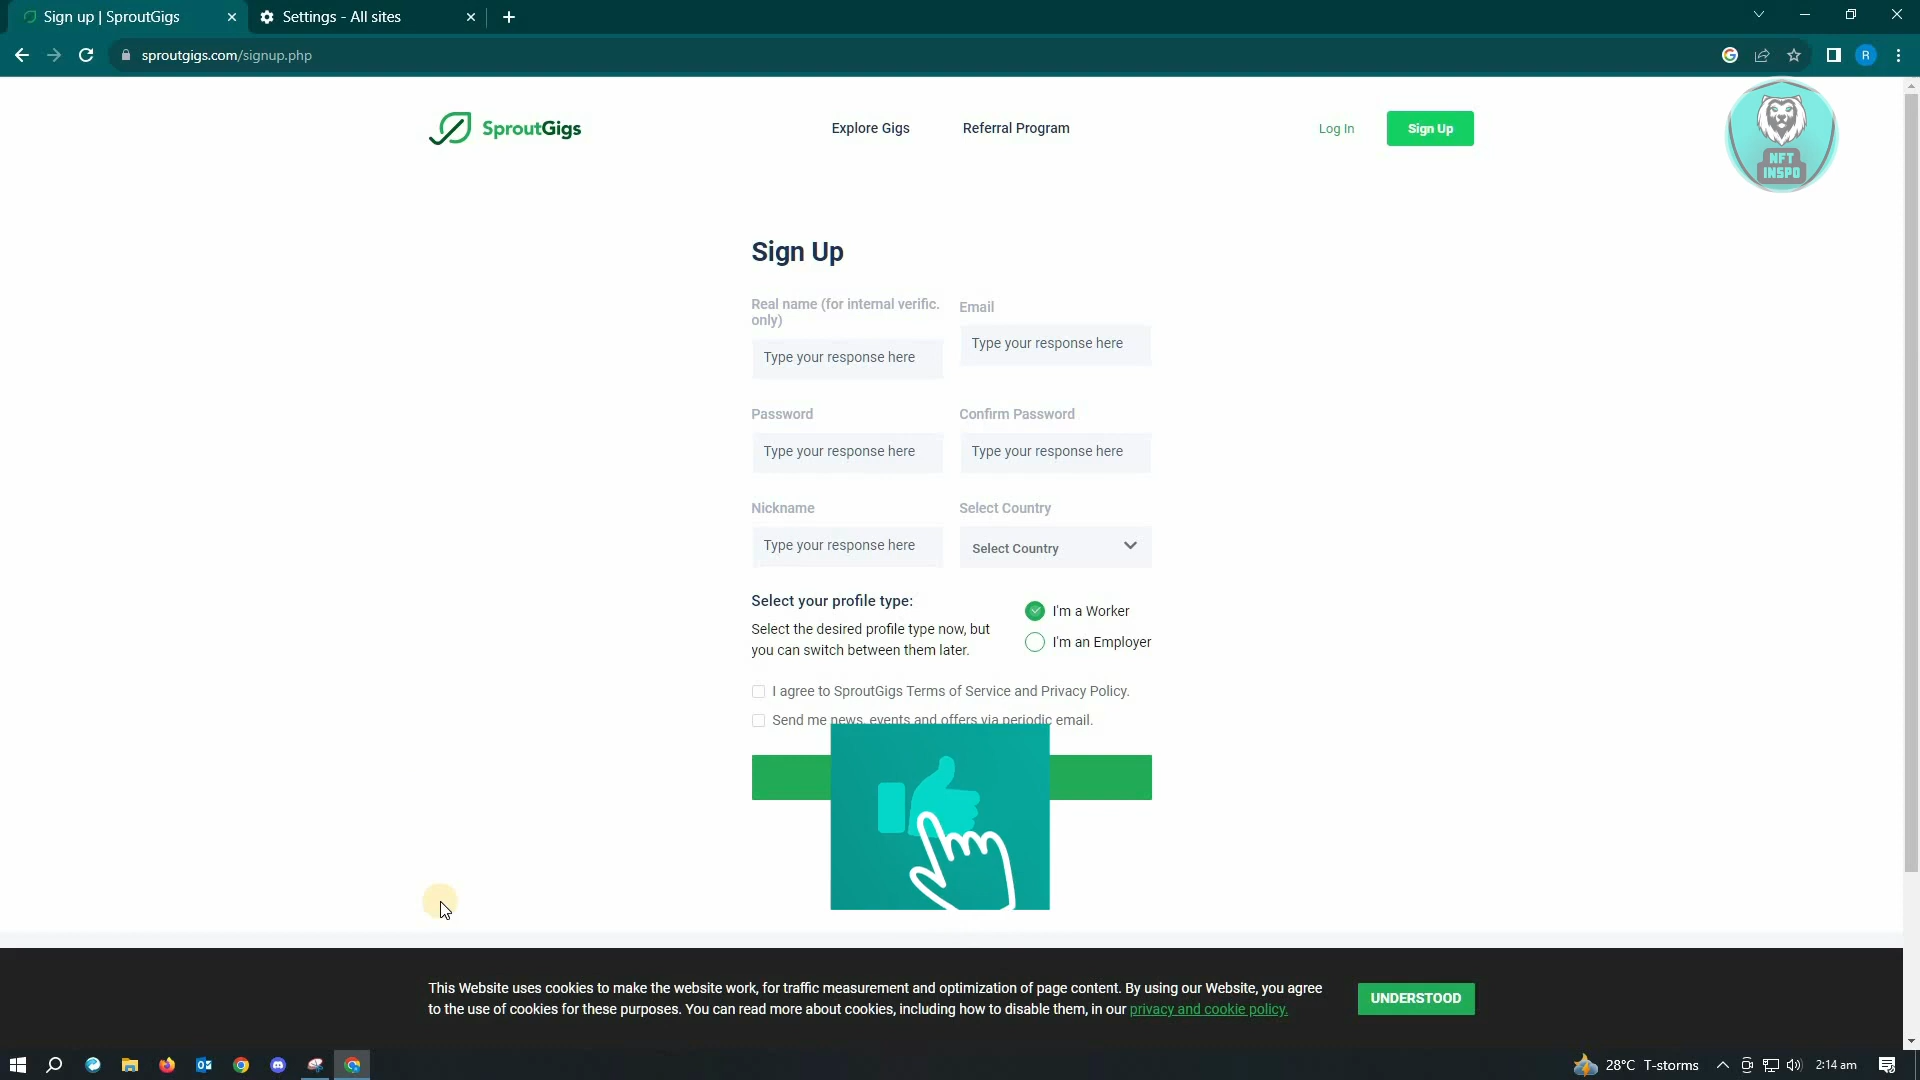 Sign up | SproutGigs
Settings - All sites
sproutgigs.com/signup.php
R
SproutGigs
Explore Gigs
Referral Program
Log In
Sign Up
NFT
INSPO
Sign Up
Real name (for internal verific.
only)
Email
Type your response here
Type your response here
Password
Confirm Password
Type your response here
Type your response here
Nickname
Select Country
Type your response here
Select Country
Select your profile type:
Select the desired profile type now, but
you can switch between them later.
I'm a Worker
I'm an Employer
I agree to SproutGigs Terms of Service and Privacy Policy.
Send me news, events and offers via periodic email.
This Website uses cookies to make the website work, for traffic measurement and optimization of page content. By using our Website, you agree
to the use of cookies for these purposes. You can read more about cookies, including how to disable them, in our privacy and cookie policy.
UNDERSTOOD
28°C T-storms
2:14 am